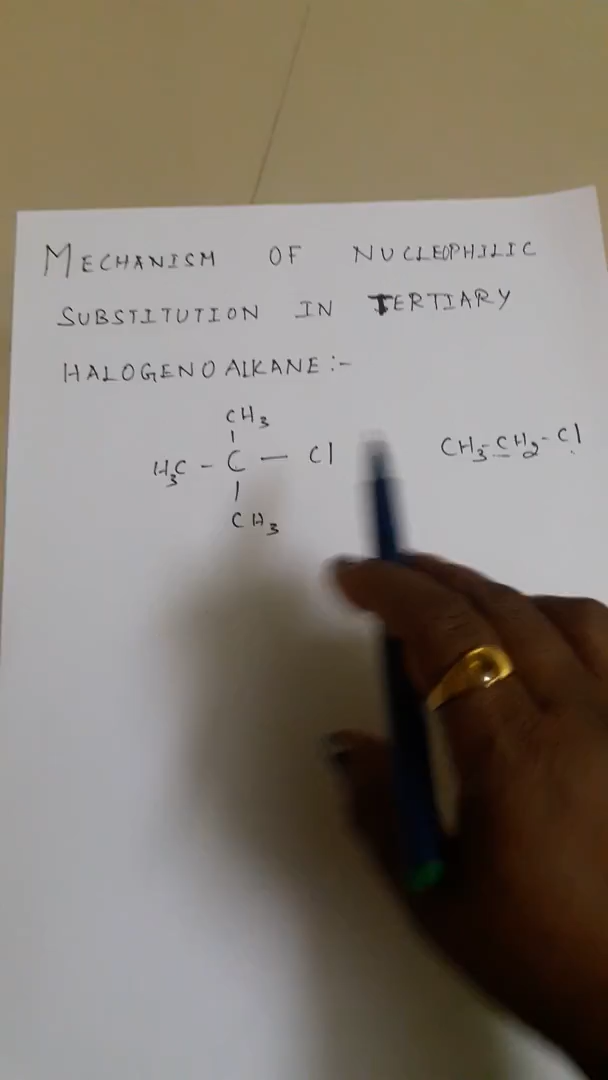 MECHANISM OF NUCLEOPHILIC
SUBSTITUTION IN TERTIARY
HALOGENOALKANE:-
CH₃
H₃C - C - Cl
CH₃
CH₃-CH₂-Cl